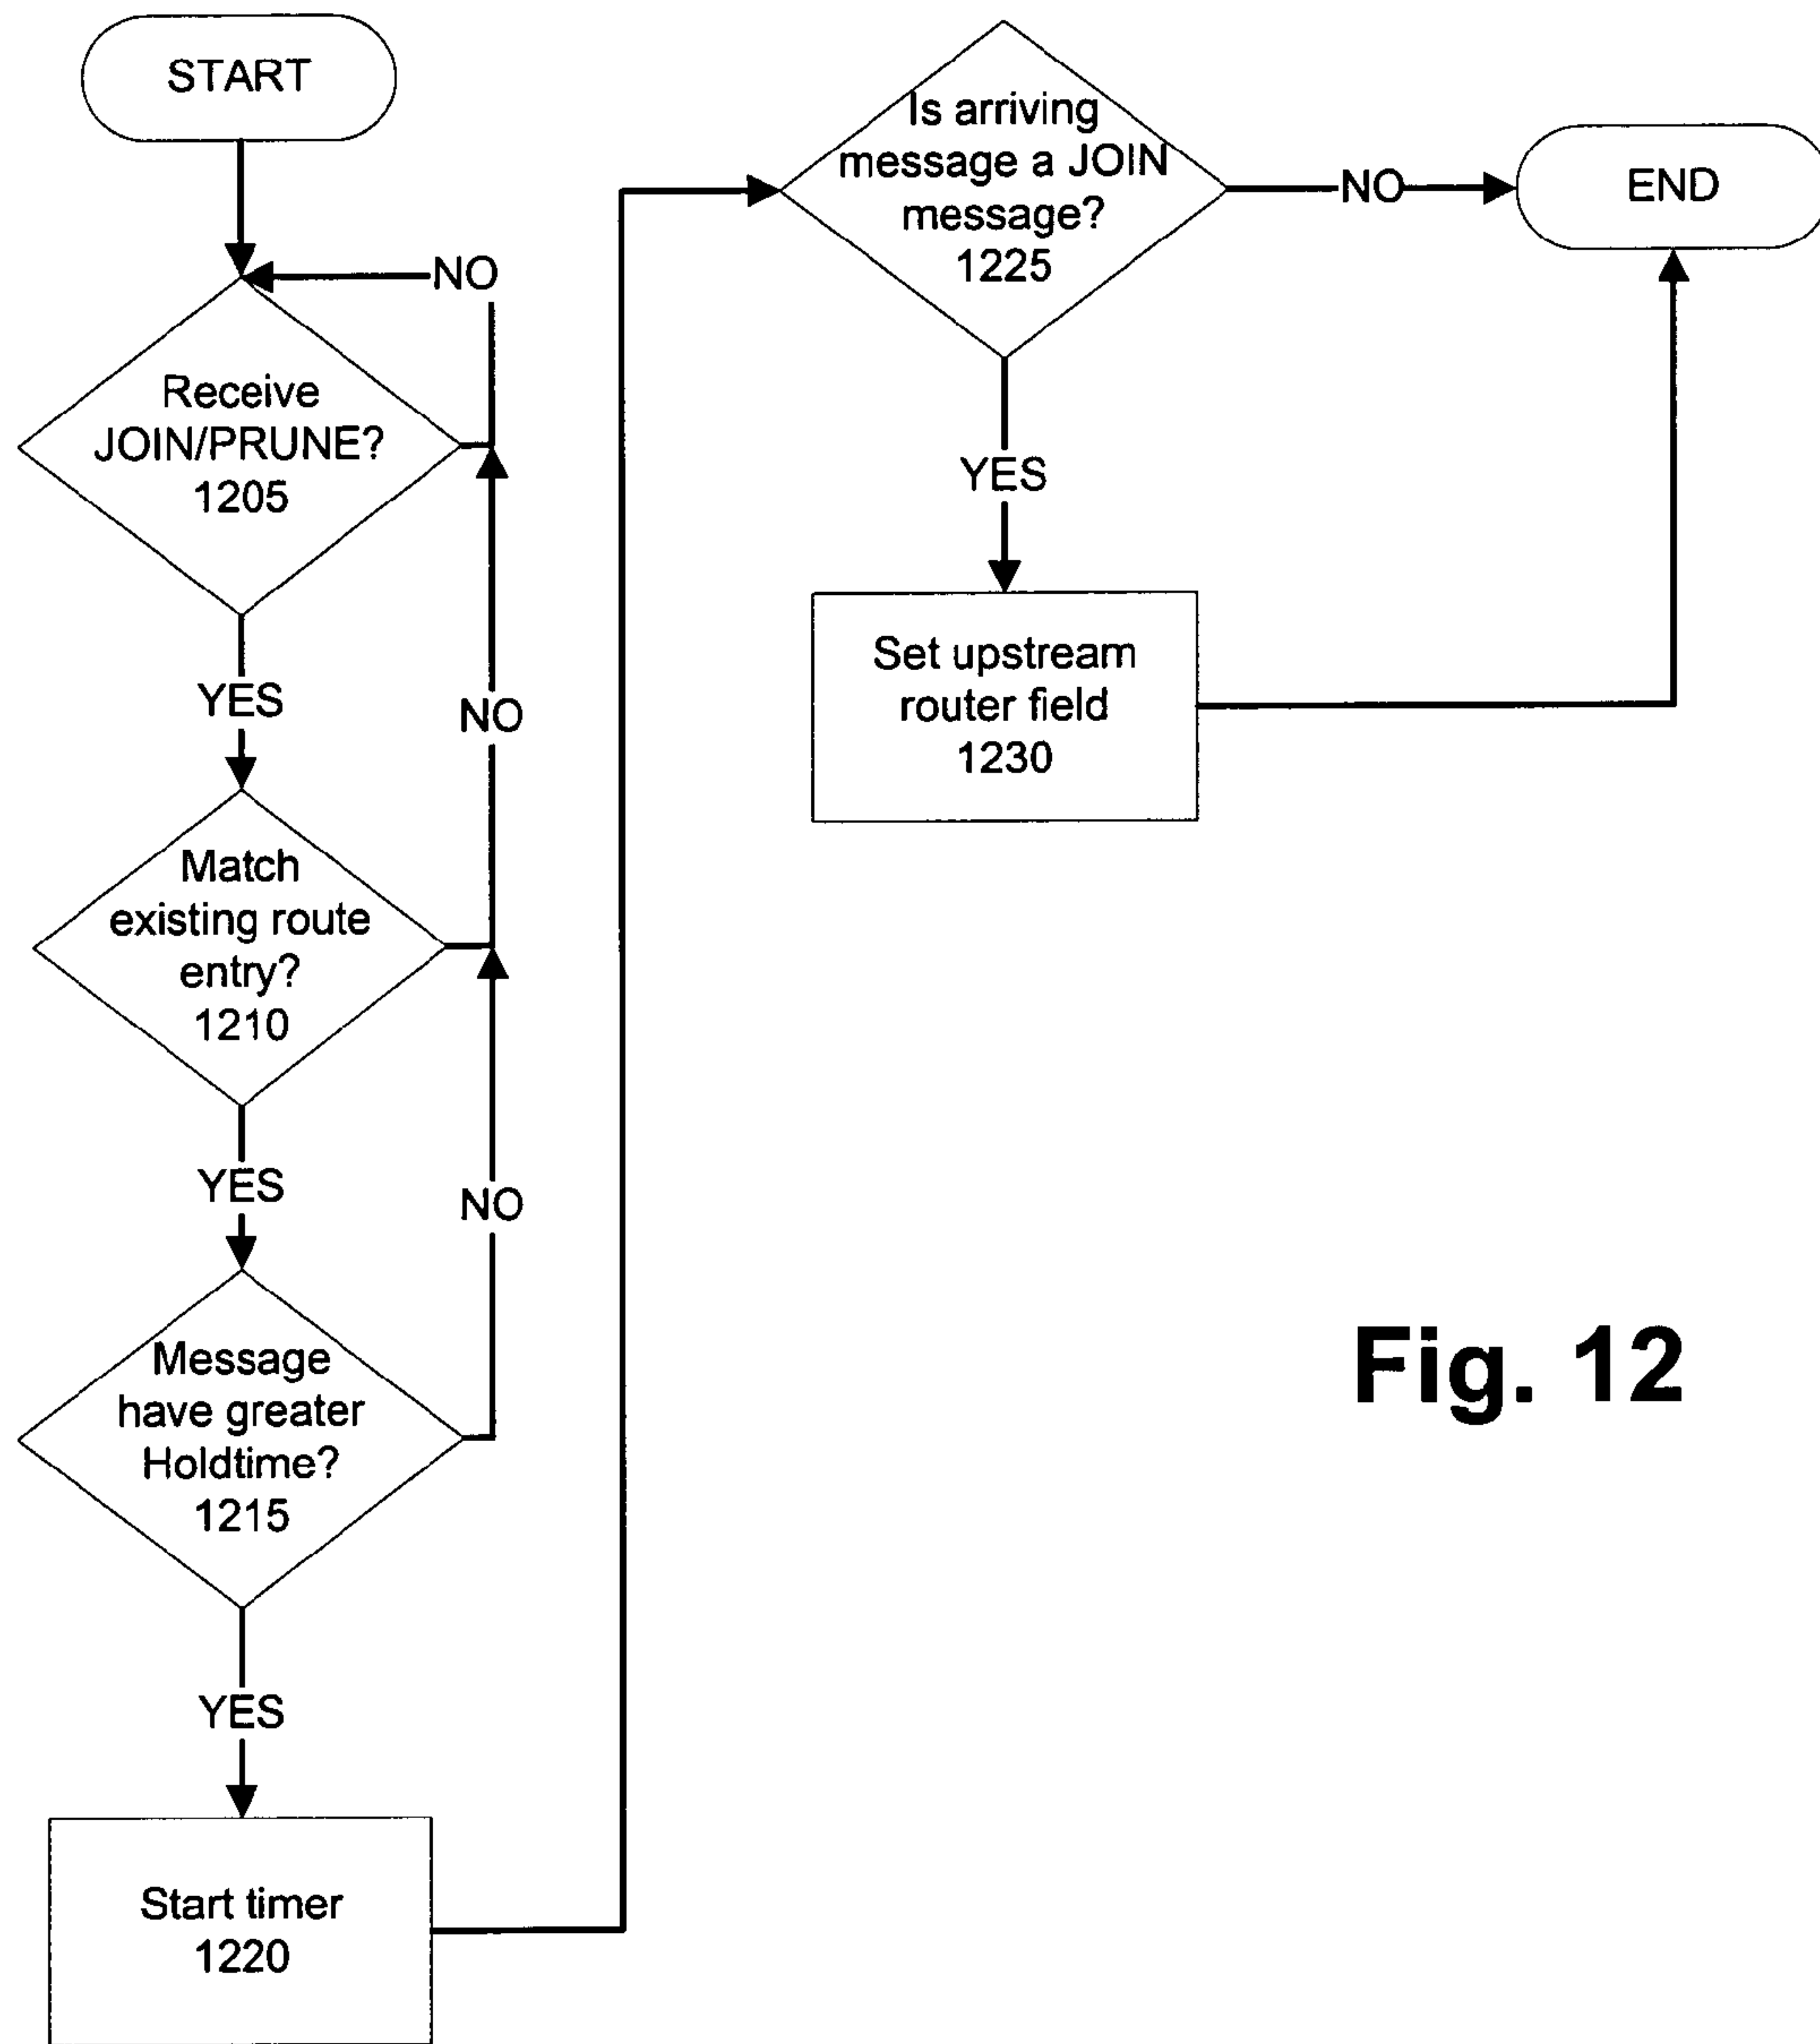 START
NO
Receive
JOIN/PRUNE?
1205
YES
NO
Match
existing route
entry?
1210
YES
NO
Message
have greater
Holdtime?
1215
YES
Start timer
1220
Is arriving
message a JOIN
message?
1225
NO
END
YES
Set upstream
router field
1230
Fig. 12